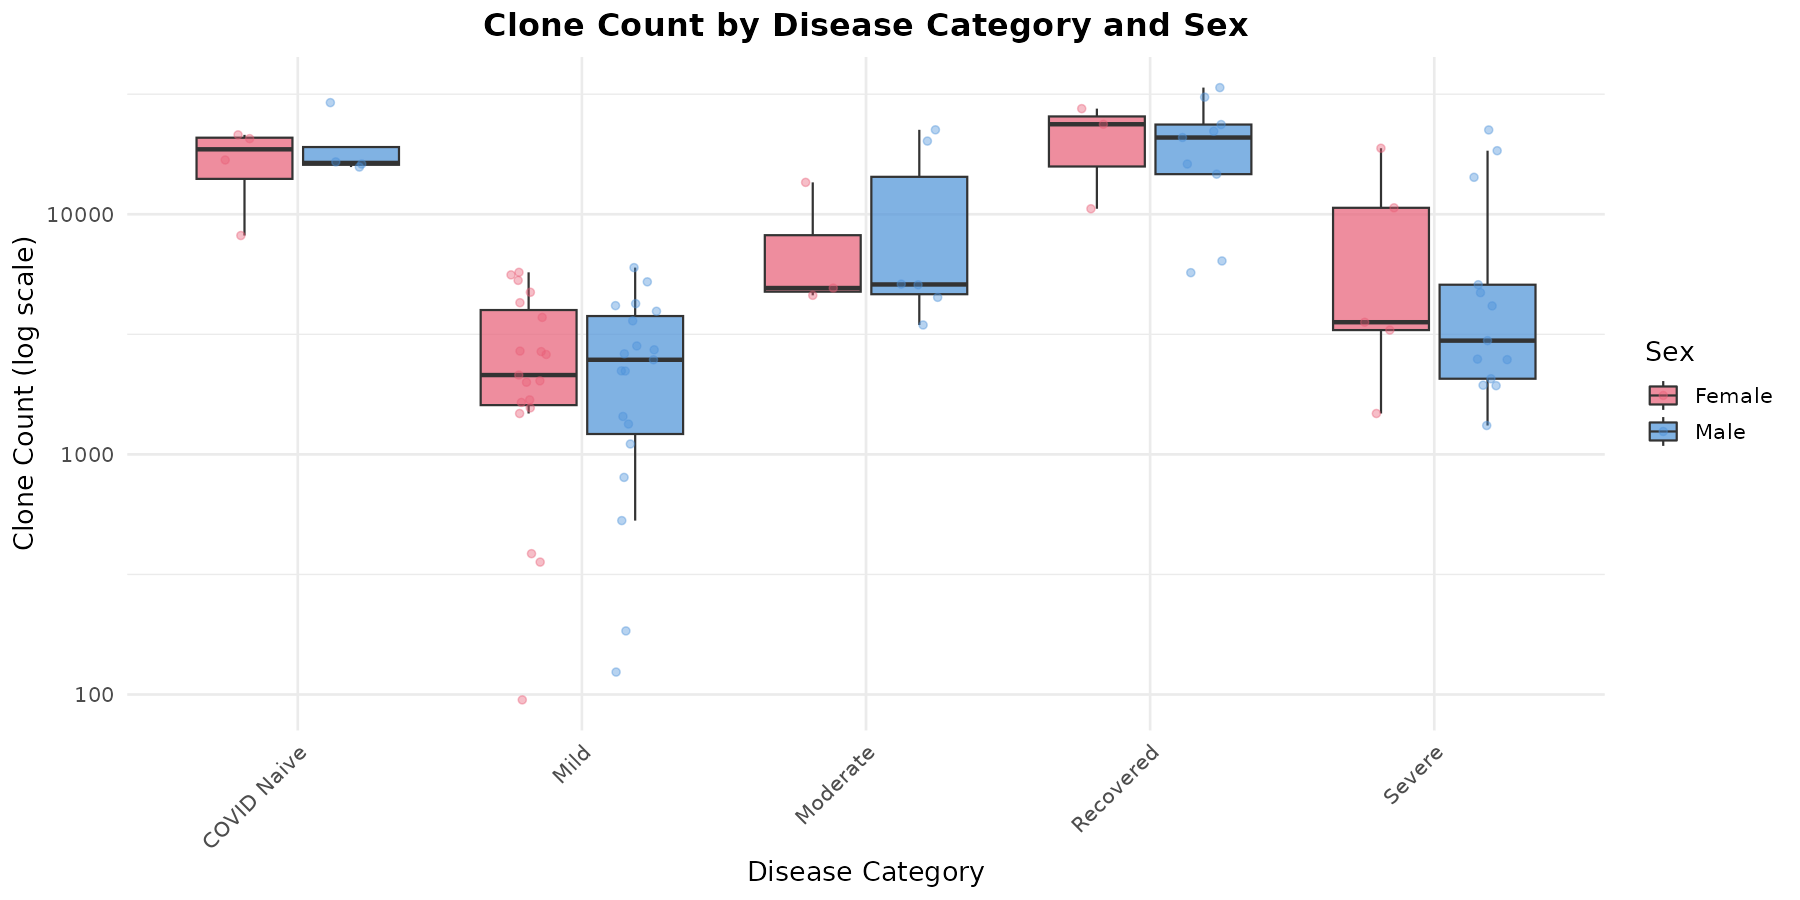 Clone Count by Disease Category and Sex
Clone Count (log scale)
10000
1000
100
COVID Naive
Mild
Moderate
Recovered
Severe
Disease Category
Sex
Female
Male